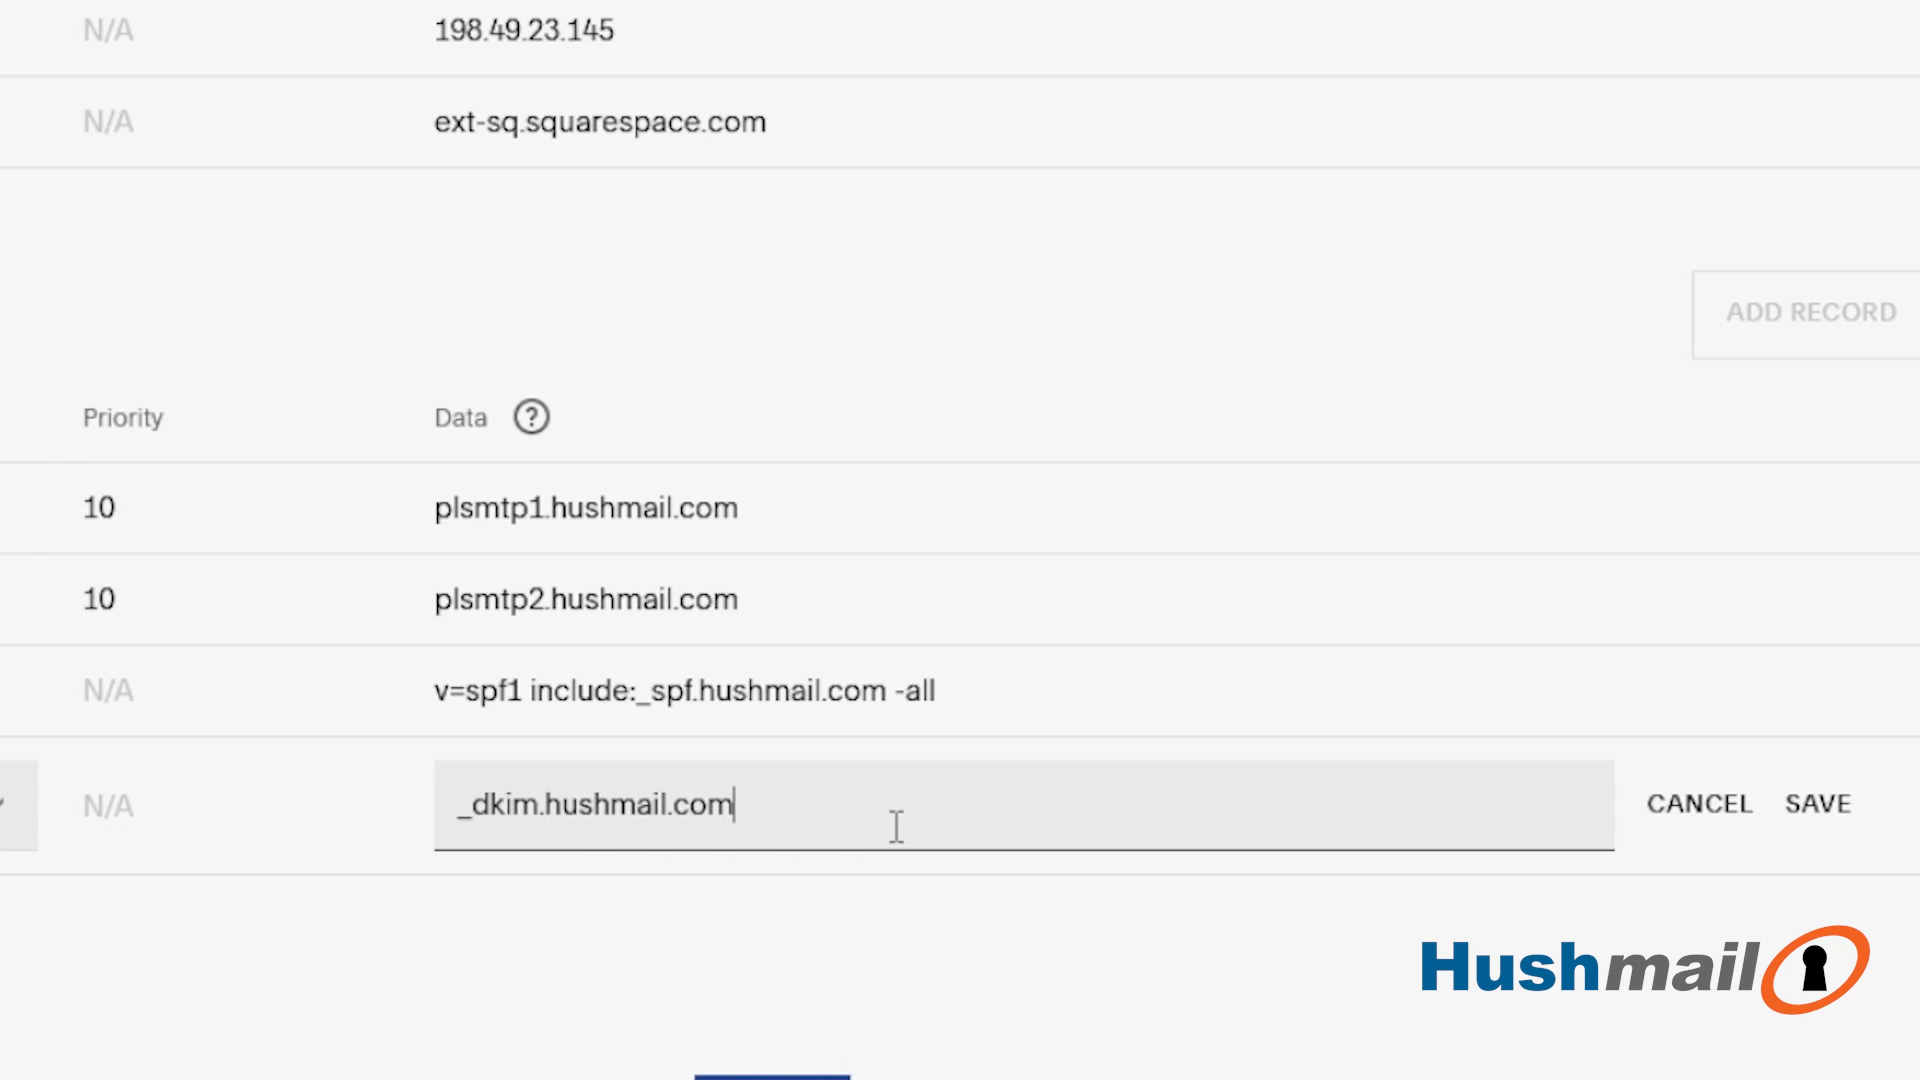 N/A 198.49.23.145
N/A ext-sq.squarespace.com
ADD RECORD
Priority Data ?
10 plsmtp1.hushmail.com
10 plsmtp2.hushmail.com
N/A v=spf1 include:_spf.hushmail.com -all
N/A _dkim.hushmail.com CANCEL SAVE
Hushmail